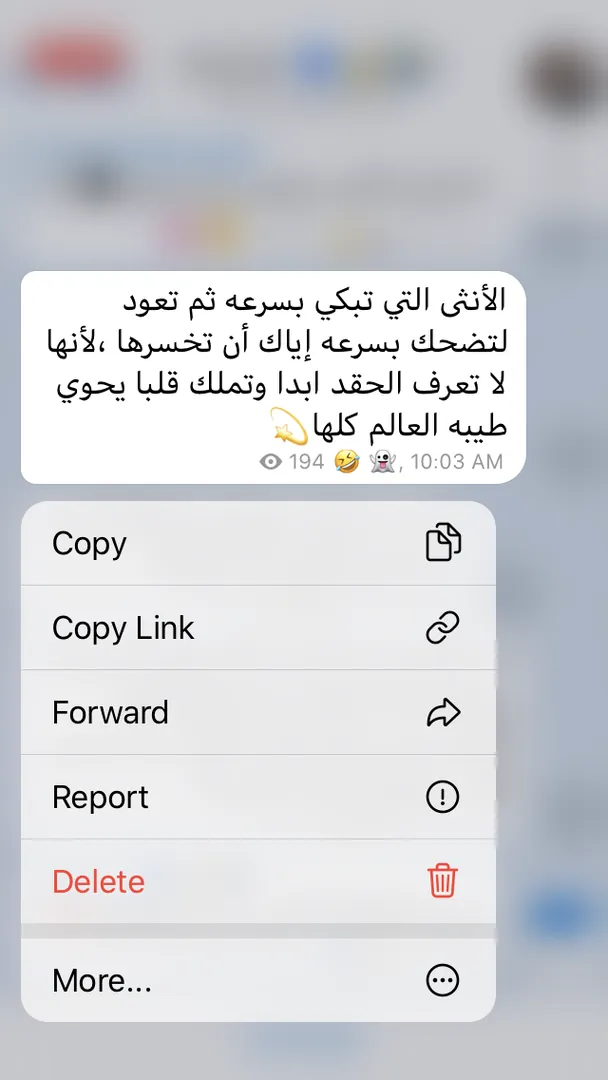 الأنثى التي تبكي بسرعه ثم تعود
لتضحك بسرعه إياك أن تخسرها ،لأنها
لا تعرف الحقد ابدا وتملك قلبا يحوي
طيبه العالم كلها💫
194 🤣 👻, 10:03 AM
Copy
Copy Link
Forward
Report
Delete
More...